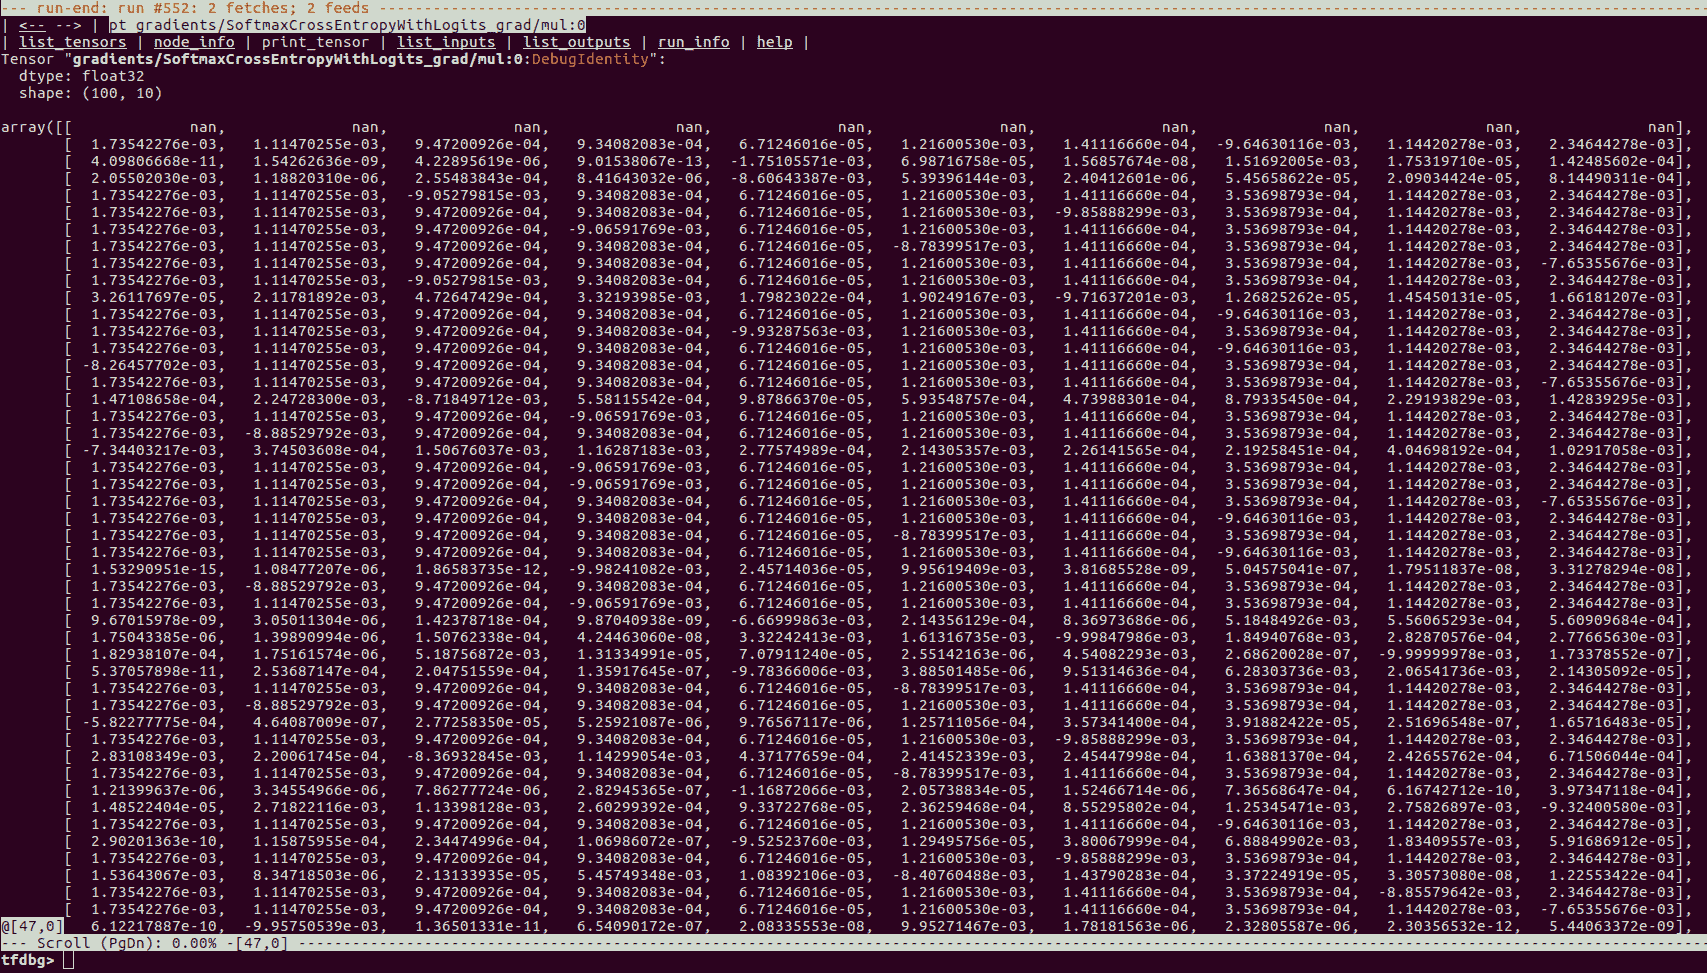 --- run-end: run #552: 2 fetches; 2 feeds ---
| <-- --> | pt gradients/SoftmaxCrossEntropyWithLogits_grad/mul:0
| list_tensors | node_info | print_tensor | list_inputs | list_outputs | run_info | help |
Tensor "gradients/SoftmaxCrossEntropyWithLogits_grad/mul:0:DebugIdentity":
  dtype: float32
  shape: (100, 10)
array([[ nan, nan, nan, nan, nan, nan, nan, nan, nan, nan],
[ 1.73542276e-03, 1.11470255e-03, 9.47200926e-04, 9.34082083e-04, 6.71246016e-05, 1.21600530e-03, 1.41116660e-04, -9.64630116e-03, 1.14420278e-03, 2.34644278e-03],
[ 4.09806668e-11, 1.54262636e-09, 4.22895619e-06, 9.01538067e-13, -1.75105571e-03, 6.98716758e-05, 1.56857674e-08, 1.51692005e-03, 1.75319710e-05, 1.42485602e-04],
[ 2.05502030e-03, 1.18820310e-06, 2.55483843e-04, 8.41643032e-06, -8.60643387e-03, 5.39396144e-03, 2.40412601e-06, 5.45658622e-05, 2.09034424e-05, 8.14490311e-04],
[ 1.73542276e-03, 1.11470255e-03, -9.05279815e-03, 9.34082083e-04, 6.71246016e-05, 1.21600530e-03, 1.41116660e-04, 3.53698793e-04, 1.14420278e-03, 2.34644278e-03],
[ 1.73542276e-03, 1.11470255e-03, 9.47200926e-04, 9.34082083e-04, 6.71246016e-05, 1.21600530e-03, -9.85888299e-03, 3.53698793e-04, 1.14420278e-03, 2.34644278e-03],
[ 1.73542276e-03, 1.11470255e-03, 9.47200926e-04, -9.06591769e-03, 6.71246016e-05, 1.21600530e-03, 1.41116660e-04, 3.53698793e-04, 1.14420278e-03, 2.34644278e-03],
[ 1.73542276e-03, 1.11470255e-03, 9.47200926e-04, 9.34082083e-04, 6.71246016e-05, -8.78399517e-03, 1.41116660e-04, 3.53698793e-04, 1.14420278e-03, 2.34644278e-03],
[ 1.73542276e-03, 1.11470255e-03, 9.47200926e-04, 9.34082083e-04, 6.71246016e-05, 1.21600530e-03, 1.41116660e-04, 3.53698793e-04, 1.14420278e-03, -7.65355676e-03],
[ 1.73542276e-03, 1.11470255e-03, -9.05279815e-03, 9.34082083e-04, 6.71246016e-05, 1.21600530e-03, 1.41116660e-04, 3.53698793e-04, 1.14420278e-03, 2.34644278e-03],
[ 3.26117697e-05, 2.11781892e-03, 4.72647429e-04, 3.32193985e-03, 1.79823022e-04, 1.90249167e-03, -9.71637201e-03, 1.26825262e-05, 1.45450131e-05, 1.66181207e-03],
[ 1.73542276e-03, 1.11470255e-03, 9.47200926e-04, 9.34082083e-04, 6.71246016e-05, 1.21600530e-03, 1.41116660e-04, -9.64630116e-03, 1.14420278e-03, 2.34644278e-03],
[ 1.73542276e-03, 1.11470255e-03, 9.47200926e-04, 9.34082083e-04, -9.93287563e-03, 1.21600530e-03, 1.41116660e-04, 3.53698793e-04, 1.14420278e-03, 2.34644278e-03],
[ 1.73542276e-03, 1.11470255e-03, 9.47200926e-04, 9.34082083e-04, 6.71246016e-05, 1.21600530e-03, 1.41116660e-04, -9.64630116e-03, 1.14420278e-03, 2.34644278e-03],
[ -8.26457702e-03, 1.11470255e-03, 9.47200926e-04, 9.34082083e-04, 6.71246016e-05, 1.21600530e-03, 1.41116660e-04, 3.53698793e-04, 1.14420278e-03, 2.34644278e-03],
[ 1.73542276e-03, 1.11470255e-03, 9.47200926e-04, 9.34082083e-04, 6.71246016e-05, 1.21600530e-03, 1.41116660e-04, 3.53698793e-04, 1.14420278e-03, -7.65355676e-03],
[ 1.47108658e-04, 2.24728300e-03, -8.71849712e-03, 5.58115542e-04, 9.87866370e-05, 5.93548757e-04, 4.73988301e-04, 8.79335450e-04, 2.29193829e-03, 1.42839295e-03],
[ 1.73542276e-03, 1.11470255e-03, 9.47200926e-04, -9.06591769e-03, 6.71246016e-05, 1.21600530e-03, 1.41116660e-04, 3.53698793e-04, 1.14420278e-03, 2.34644278e-03],
[ 1.73542276e-03, -8.88529792e-03, 9.47200926e-04, 9.34082083e-04, 6.71246016e-05, 1.21600530e-03, 1.41116660e-04, 3.53698793e-04, 1.14420278e-03, 2.34644278e-03],
[ -7.34403217e-03, 3.74503608e-04, 1.50676037e-03, 1.16287183e-03, 2.77574989e-04, 2.14305357e-03, 2.26141565e-04, 2.19258451e-04, 4.04698192e-04, 1.02917058e-03],
[ 1.73542276e-03, 1.11470255e-03, 9.47200926e-04, -9.06591769e-03, 6.71246016e-05, 1.21600530e-03, 1.41116660e-04, 3.53698793e-04, 1.14420278e-03, 2.34644278e-03],
[ 1.73542276e-03, 1.11470255e-03, 9.47200926e-04, -9.06591769e-03, 6.71246016e-05, 1.21600530e-03, 1.41116660e-04, 3.53698793e-04, 1.14420278e-03, 2.34644278e-03],
[ 1.73542276e-03, 1.11470255e-03, 9.47200926e-04, 9.34082083e-04, 6.71246016e-05, 1.21600530e-03, 1.41116660e-04, 3.53698793e-04, 1.14420278e-03, -7.65355676e-03],
[ 1.73542276e-03, 1.11470255e-03, 9.47200926e-04, 9.34082083e-04, 6.71246016e-05, 1.21600530e-03, 1.41116660e-04, -9.64630116e-03, 1.14420278e-03, 2.34644278e-03],
[ 1.73542276e-03, 1.11470255e-03, 9.47200926e-04, 9.34082083e-04, 6.71246016e-05, -8.78399517e-03, 1.41116660e-04, 3.53698793e-04, 1.14420278e-03, 2.34644278e-03],
[ 1.73542276e-03, 1.11470255e-03, 9.47200926e-04, 9.34082083e-04, 6.71246016e-05, 1.21600530e-03, 1.41116660e-04, -9.64630116e-03, 1.14420278e-03, 2.34644278e-03],
[ 1.53290951e-15, 1.08477207e-06, 1.86583735e-12, -9.98241082e-03, 2.45714036e-05, 9.95619409e-03, 3.81685528e-09, 5.04575041e-07, 1.79511837e-08, 3.31278294e-08],
[ 1.73542276e-03, -8.88529792e-03, 9.47200926e-04, 9.34082083e-04, 6.71246016e-05, 1.21600530e-03, 1.41116660e-04, 3.53698793e-04, 1.14420278e-03, 2.34644278e-03],
[ 1.73542276e-03, 1.11470255e-03, 9.47200926e-04, -9.06591769e-03, 6.71246016e-05, 1.21600530e-03, 1.41116660e-04, 3.53698793e-04, 1.14420278e-03, 2.34644278e-03],
[ 9.67015978e-09, 3.05011304e-06, 1.42378718e-04, 9.87040938e-09, -6.66999863e-03, 2.14356129e-04, 8.36973686e-06, 5.18484926e-03, 5.56065293e-04, 5.60909684e-04],
[ 1.75043385e-06, 1.39890994e-06, 1.50762338e-04, 4.24463060e-08, 3.32242413e-03, 1.61316735e-03, -9.99847986e-03, 1.84940768e-03, 2.82870576e-04, 2.77665630e-03],
[ 1.82938107e-04, 1.75161574e-06, 5.18756872e-03, 1.31334991e-05, 7.07911240e-05, 2.55142163e-06, 4.54082293e-03, 2.68620028e-07, -9.99999978e-03, 1.73378552e-07],
[ 5.37057898e-11, 2.53687147e-04, 2.04751559e-04, 1.35917645e-07, -9.78366006e-03, 3.88501485e-06, 9.51314636e-04, 6.28303736e-03, 2.06541736e-03, 2.14305092e-05],
[ 1.73542276e-03, 1.11470255e-03, 9.47200926e-04, 9.34082083e-04, 6.71246016e-05, -8.78399517e-03, 1.41116660e-04, 3.53698793e-04, 1.14420278e-03, 2.34644278e-03],
[ 1.73542276e-03, -8.88529792e-03, 9.47200926e-04, 9.34082083e-04, 6.71246016e-05, 1.21600530e-03, 1.41116660e-04, 3.53698793e-04, 1.14420278e-03, 2.34644278e-03],
[ -5.82277775e-04, 4.64087009e-07, 2.77258350e-05, 5.25921087e-06, 9.76567117e-06, 1.25711056e-04, 3.57341400e-04, 3.91882422e-05, 2.51696548e-07, 1.65716483e-05],
[ 1.73542276e-03, 1.11470255e-03, 9.47200926e-04, 9.34082083e-04, 6.71246016e-05, 1.21600530e-03, -9.85888299e-03, 3.53698793e-04, 1.14420278e-03, 2.34644278e-03],
[ 2.83108349e-03, 2.20061745e-04, -8.36932845e-03, 1.14299054e-03, 4.37177659e-04, 2.41452339e-03, 2.45447998e-04, 1.63881370e-04, 2.42655762e-04, 6.71506044e-04],
[ 1.73542276e-03, 1.11470255e-03, 9.47200926e-04, 9.34082083e-04, 6.71246016e-05, -8.78399517e-03, 1.41116660e-04, 3.53698793e-04, 1.14420278e-03, 2.34644278e-03],
[ 1.21399637e-06, 3.34554966e-06, 7.86277724e-06, 2.82945365e-07, -1.16872066e-03, 2.05738834e-05, 1.52466714e-06, 7.36568647e-04, 6.16742712e-10, 3.97347118e-04],
[ 1.48522404e-05, 2.71822116e-03, 1.13398128e-03, 2.60299392e-04, 9.33722768e-05, 2.36259468e-04, 8.55295802e-04, 1.25345471e-03, 2.75826897e-03, -9.32400580e-03],
[ 1.73542276e-03, 1.11470255e-03, 9.47200926e-04, 9.34082083e-04, 6.71246016e-05, 1.21600530e-03, 1.41116660e-04, -9.64630116e-03, 1.14420278e-03, 2.34644278e-03],
[ 2.90201363e-10, 1.15875955e-04, 2.34474996e-04, 1.06986072e-07, -9.52523760e-03, 1.29495756e-05, 3.80067999e-04, 6.88849902e-03, 1.83409557e-03, 5.91686912e-05],
[ 1.73542276e-03, 1.11470255e-03, 9.47200926e-04, 9.34082083e-04, 6.71246016e-05, 1.21600530e-03, -9.85888299e-03, 3.53698793e-04, 1.14420278e-03, 2.34644278e-03],
[ 1.53643067e-03, 8.34718503e-06, 2.13133935e-05, 5.45749348e-03, 1.08392106e-03, -8.40760488e-03, 1.43790283e-04, 3.37224919e-05, 3.30573080e-08, 1.22553422e-04],
[ 1.73542276e-03, 1.11470255e-03, 9.47200926e-04, 9.34082083e-04, 6.71246016e-05, 1.21600530e-03, 1.41116660e-04, 3.53698793e-04, -8.85579642e-03, 2.34644278e-03],
[ 1.73542276e-03, 1.11470255e-03, 9.47200926e-04, 9.34082083e-04, 6.71246016e-05, 1.21600530e-03, 1.41116660e-04, 3.53698793e-04, 1.14420278e-03, -7.65355676e-03],
@[47,0] 6.12217887e-10, -9.95750539e-03, 1.36501331e-11, 6.54090172e-07, 2.08335553e-08, 9.95271467e-03, 1.78181563e-06, 2.32805587e-06, 2.30356532e-12, 5.44063372e-09],
--- Scroll (PgDn): 0.00% -[47,0] ---
tfdbg>